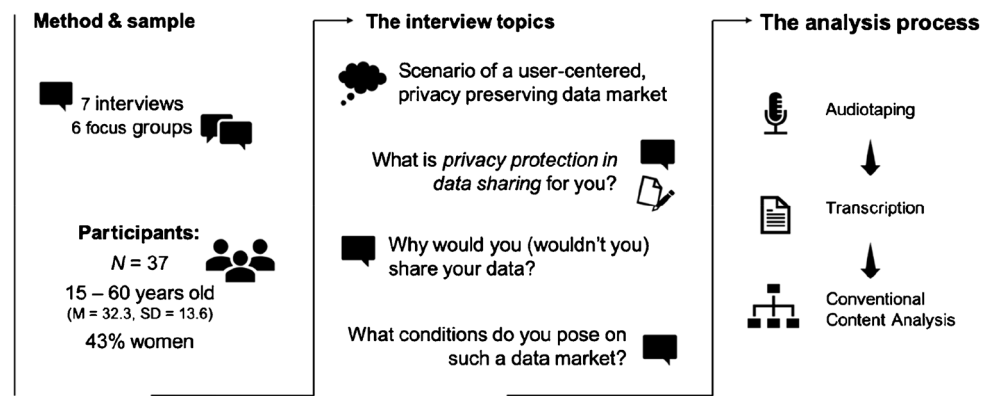 Method & sample
7 interviews
6 focus groups
Participants:
N = 37
15 – 60 years old
(M = 32.3, SD = 13.6)
43% women
The interview topics
Scenario of a user-centered,
privacy preserving data market
What is privacy protection in
data sharing for you?
Why would you (wouldn't you)
share your data?
What conditions do you pose on
such a data market?
The analysis process
Audiotaping
Transcription
Conventional
Content Analysis